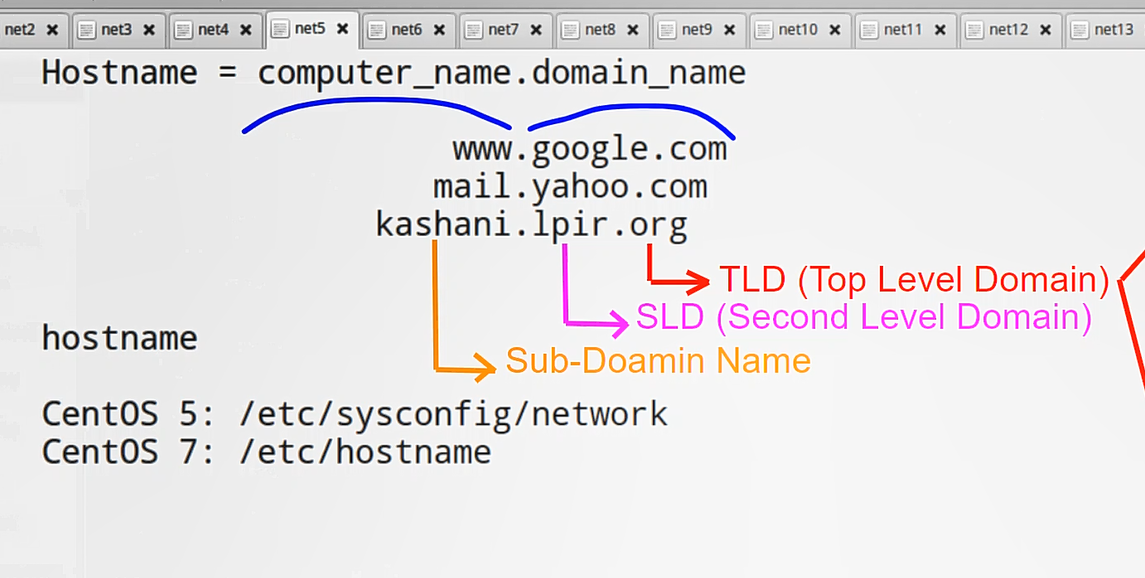 net2 net3 net4 net5 net6 net7 net8 net9 net10 net11 net12 net13
Hostname = computer_name.domain_name
www.google.com
mail.yahoo.com
kashani.lpir.org
TLD (Top Level Domain)
SLD (Second Level Domain)
hostname
Sub-Doamin Name
CentOS 5: /etc/sysconfig/network
CentOS 7: /etc/hostname